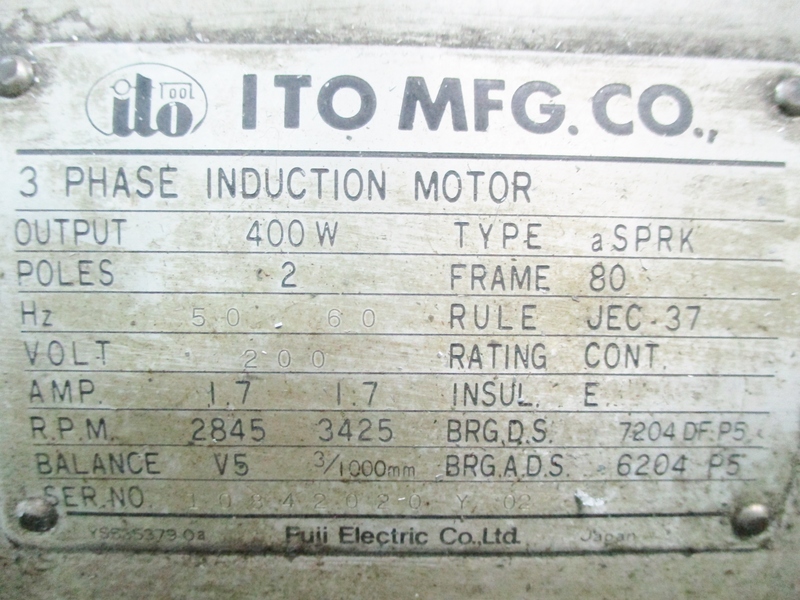 Tool ito ITO MFG. CO.,
3 PHASE INDUCTION MOTOR
OUTPUT 400 W TYPE aSPRK
POLES 2 FRAME 80
Hz 50 60 RULE JEC-37
VOLT 200 RATING CONT.
AMP. 1.7 1.7 INSUL. E
R.P.M. 2845 3425 BRG.D.S. 7204 DF P5
BALANCE V5 3/1000mm BRG.A.D.S. 6204 P5
SER.NO 10842020 Y 02
Fuji Electric Co.,Ltd. Japan